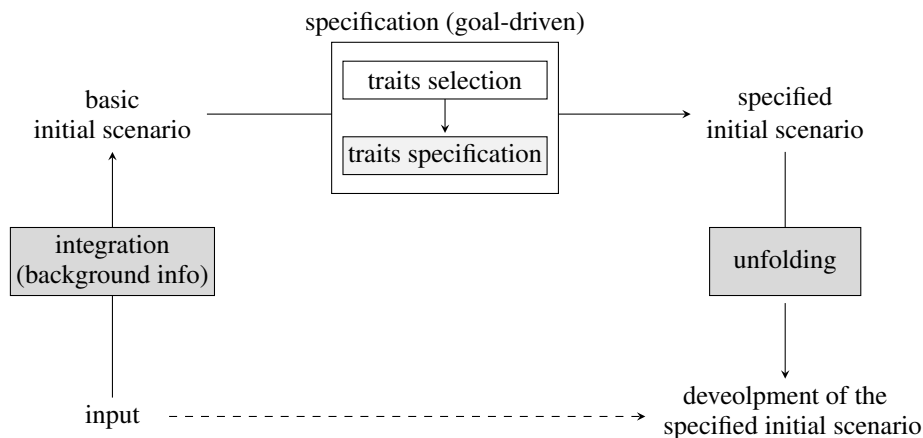 specification (goal-driven)
traits selection
traits specification
basic
initial scenario
specified
initial scenario
integration
(background info)
unfolding
input
deveolpment of the
specified initial scenario